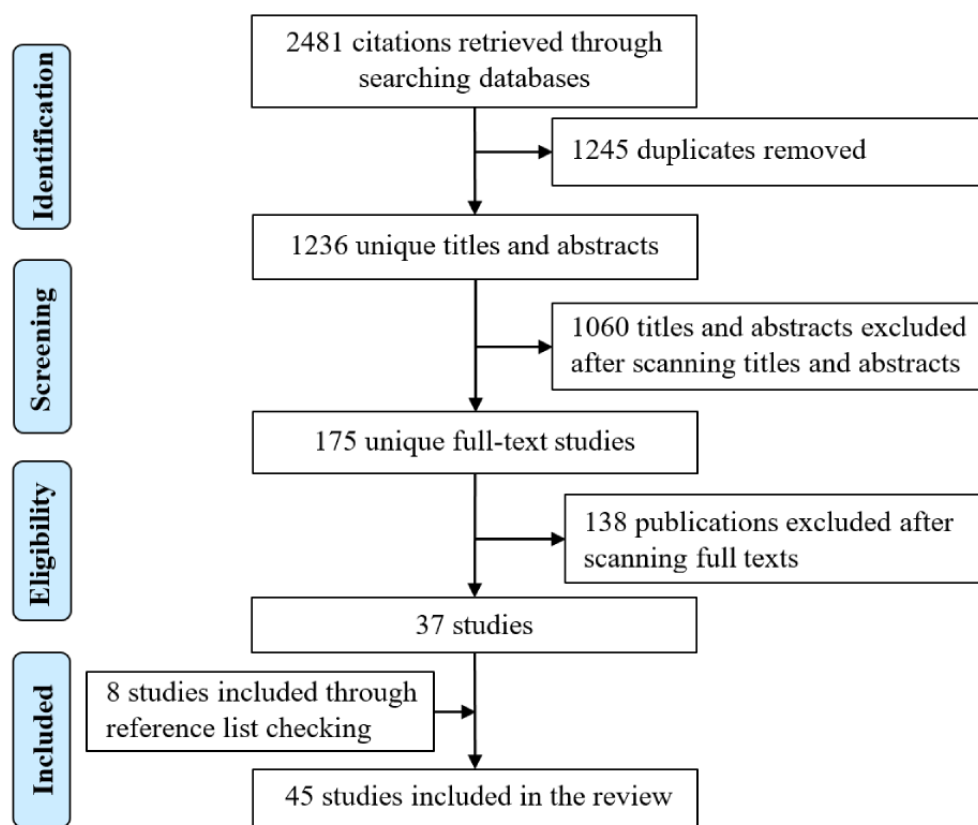 Identification
2481 citations retrieved through
searching databases
1245 duplicates removed
1236 unique titles and abstracts
Screening
1060 titles and abstracts excluded
after scanning titles and abstracts
175 unique full-text studies
Eligibility
138 publications excluded after
scanning full texts
37 studies
Included
8 studies included through
reference list checking
45 studies included in the review